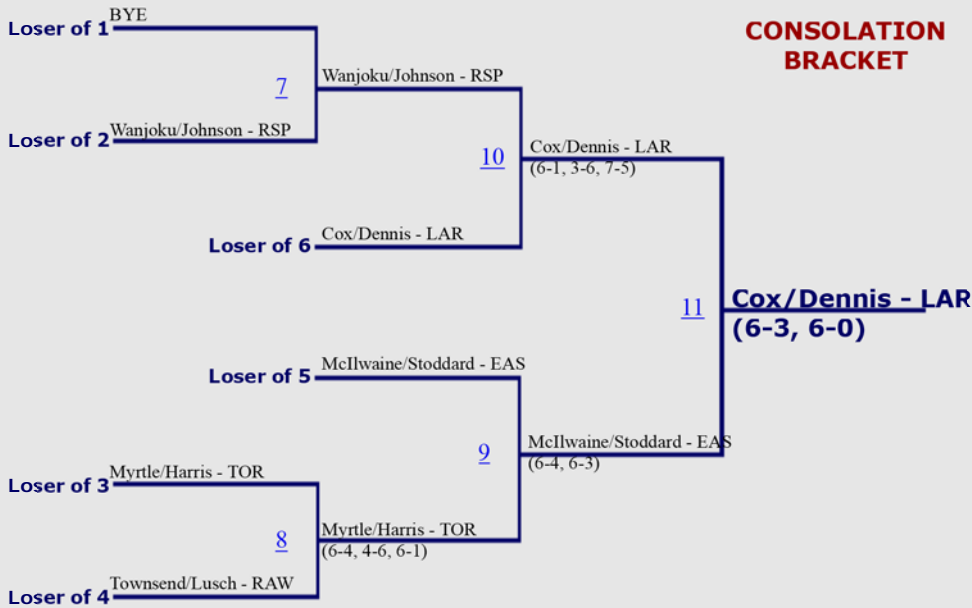 BYE
Loser of 1
CONSOLATION
BRACKET
7
Wanjoku/Johnson - RSP
Loser of 2
Wanjoku/Johnson - RSP
10
Cox/Dennis - LAR
(6-1, 3-6, 7-5)
Loser of 6
Cox/Dennis - LAR
11
Cox/Dennis - LAR
(6-3, 6-0)
Loser of 5
McIlwaine/Stoddard - EAS
9
McIlwaine/Stoddard - EAS
(6-4, 6-3)
Loser of 3
Myrtle/Harris - TOR
8
Myrtle/Harris - TOR
(6-4, 4-6, 6-1)
Loser of 4
Townsend/Lusch - RAW